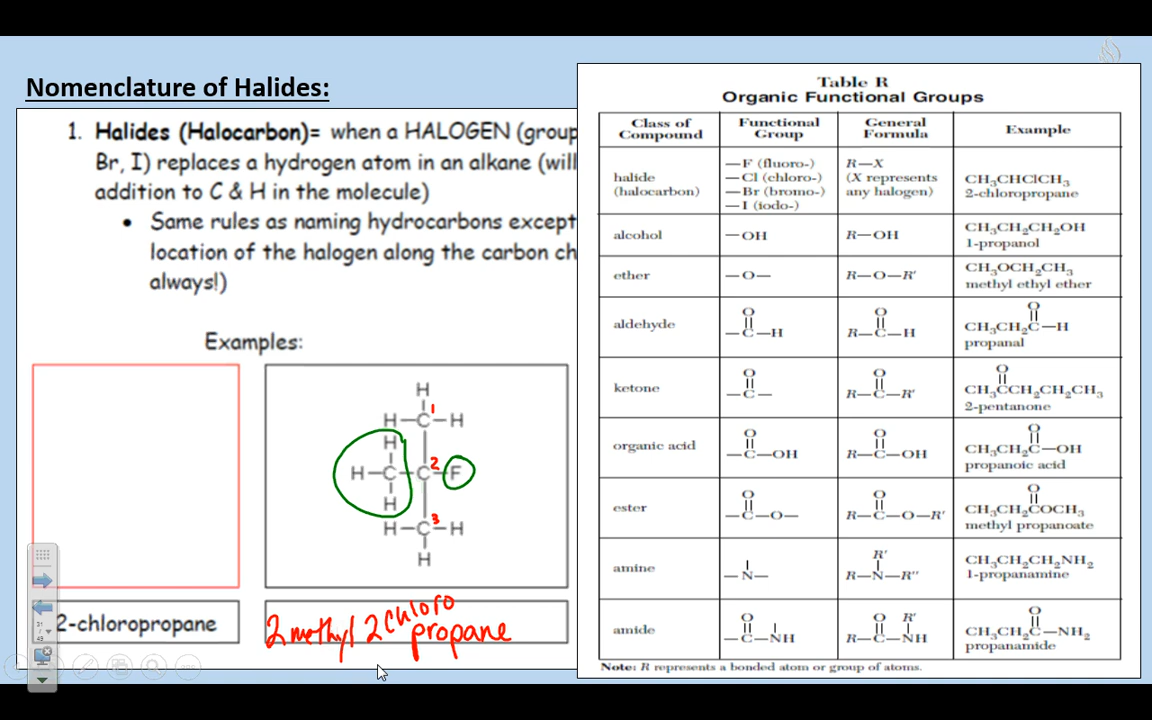 Nomenclature of Halides:
1. Halides (Halocarbon)= when a HALOGEN (group
Br, I) replaces a hydrogen atom in an alkane (will
addition to C & H in the molecule)
• Same rules as naming hydrocarbons except
location of the halogen along the carbon ch
always!)
Examples:
H
1
H-C-H
H
2
H-C-C-F
H
3
H-C-H
H
2-chloropropane
2 methyl 2 chloro
propane
Table R
Organic Functional Groups
Class of Compound Functional Group General Formula Example
halide (halocarbon)
—F (fluoro-)
—Cl (chloro-)
—Br (bromo-)
—I (iodo-)
R—X
(X represents
any halogen)
CH₃CHClCH₃
2-chloropropane
alcohol —OH R—OH CH₃CH₂CH₂OH
1-propanol
ether —O— R—O—R′ CH₃OCH₂CH₃
methyl ethyl ether
O O O
aldehyde —C—H R—C—H CH₃CH₂C—H
propanal
O O O
ketone —C— R—C—R′ CH₃CCH₂CH₂CH₃
2-pentanone
O O O
organic acid —C—OH R—C—OH CH₃CH₂C—OH
propanoic acid
O O O
ester —C—O— R—C—O—R′ CH₃CH₂COCH₃
methyl propanoate
R′
amine —N— R—N—R″ CH₃CH₂CH₂NH₂
1-propanamine
O O R′ O
amide —C—NH R—C—NH CH₃CH₂C—NH₂
propanamide
Note: R represents a bonded atom or group of atoms.